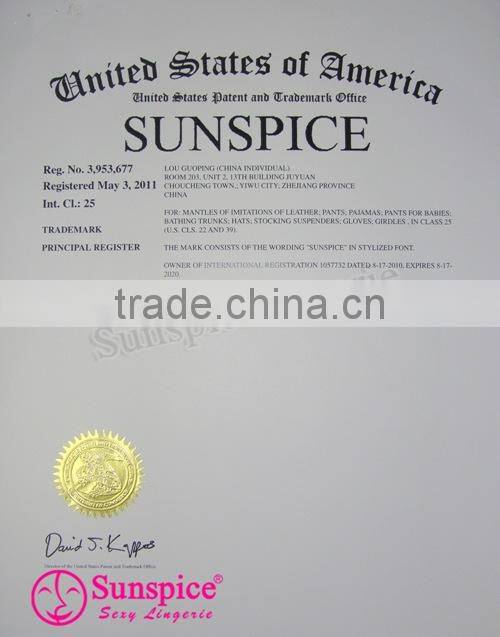 United States of America
United States Patent and Trademark Office
SUNSPICE
Reg. No. 3,953,677
Registered May 3, 2011
Int. Cl.: 25
TRADEMARK
PRINCIPAL REGISTER
LOU GUOPING (CHINA INDIVIDUAL)
ROOM 203, UNIT 2, 13TH BUILDING JUYUAN
CHOUCHENG TOWN,; YIWU CITY; ZHEJIANG PROVINCE
CHINA
FOR: MANTLES OF IMITATIONS OF LEATHER; PANTS; PAJAMAS; PANTS FOR BABIES;
BATHING TRUNKS; HATS; STOCKING SUSPENDERS; GLOVES; GIRDLES , IN CLASS 25
(U.S. CLS. 22 AND 39).
THE MARK CONSISTS OF THE WORDING "SUNSPICE" IN STYLIZED FONT.
OWNER OF INTERNATIONAL REGISTRATION 1057732 DATED 8-17-2010, EXPIRES 8-17-
2020.
trade.china.cn
Sunspice
David J. Kappos
Director of the United States Patent and Trademark Office
Sunspice®
Sexy Lingerie